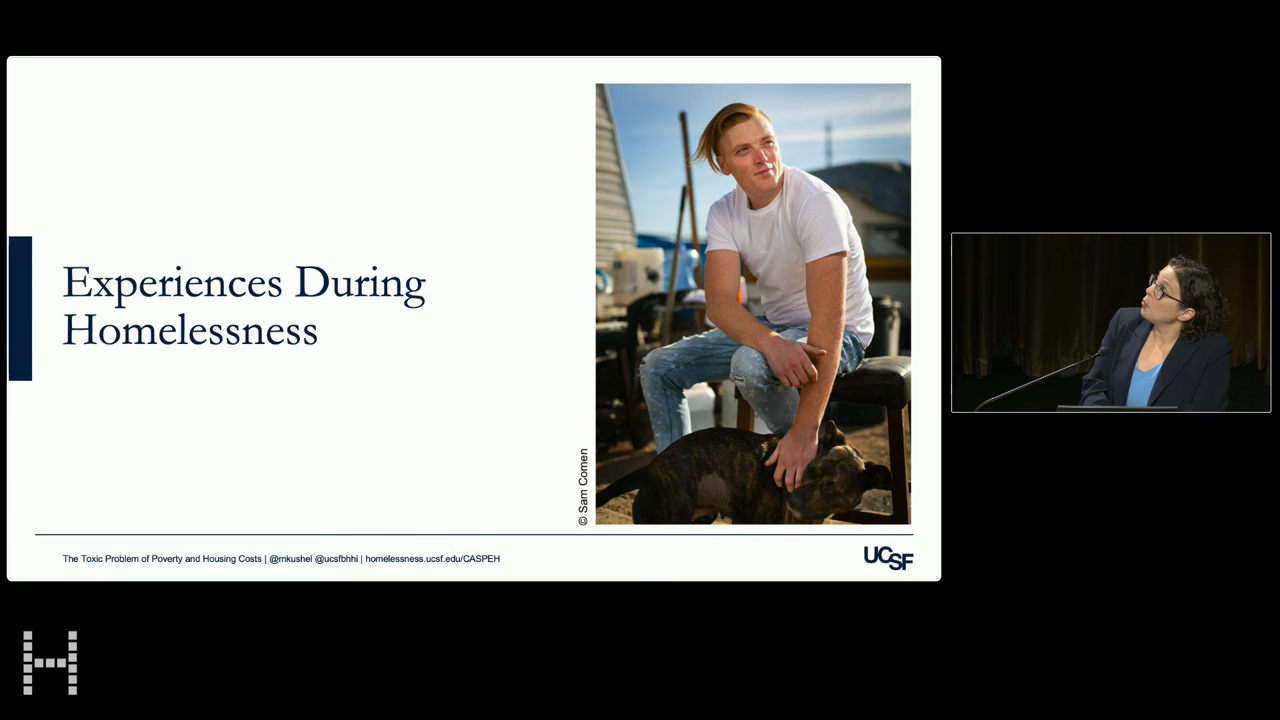 Experiences During
Homelessness
© Sam Comen
The Toxic Problem of Poverty and Housing Costs | @mkushel @ucsfbhhi | homelessness.ucsf.edu/CASPEH
UCSF
H